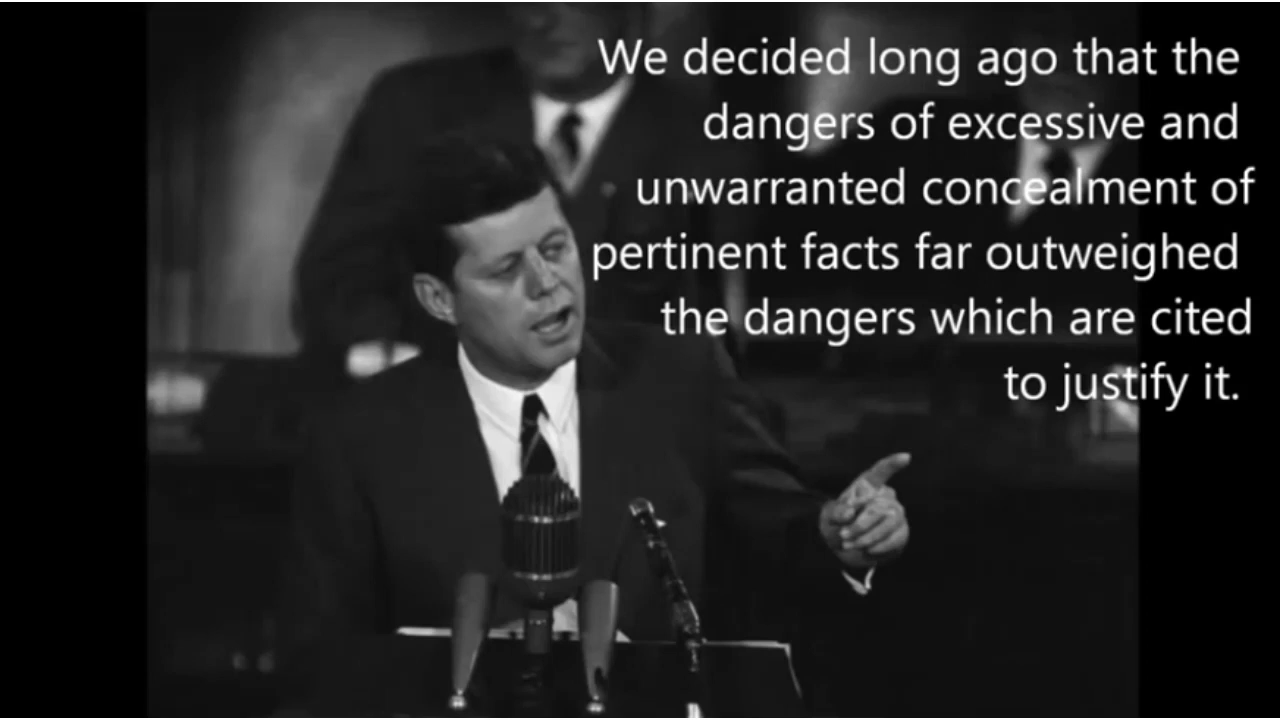 We decided long ago that the
dangers of excessive and
unwarranted concealment of
pertinent facts far outweighed
the dangers which are cited
to justify it.